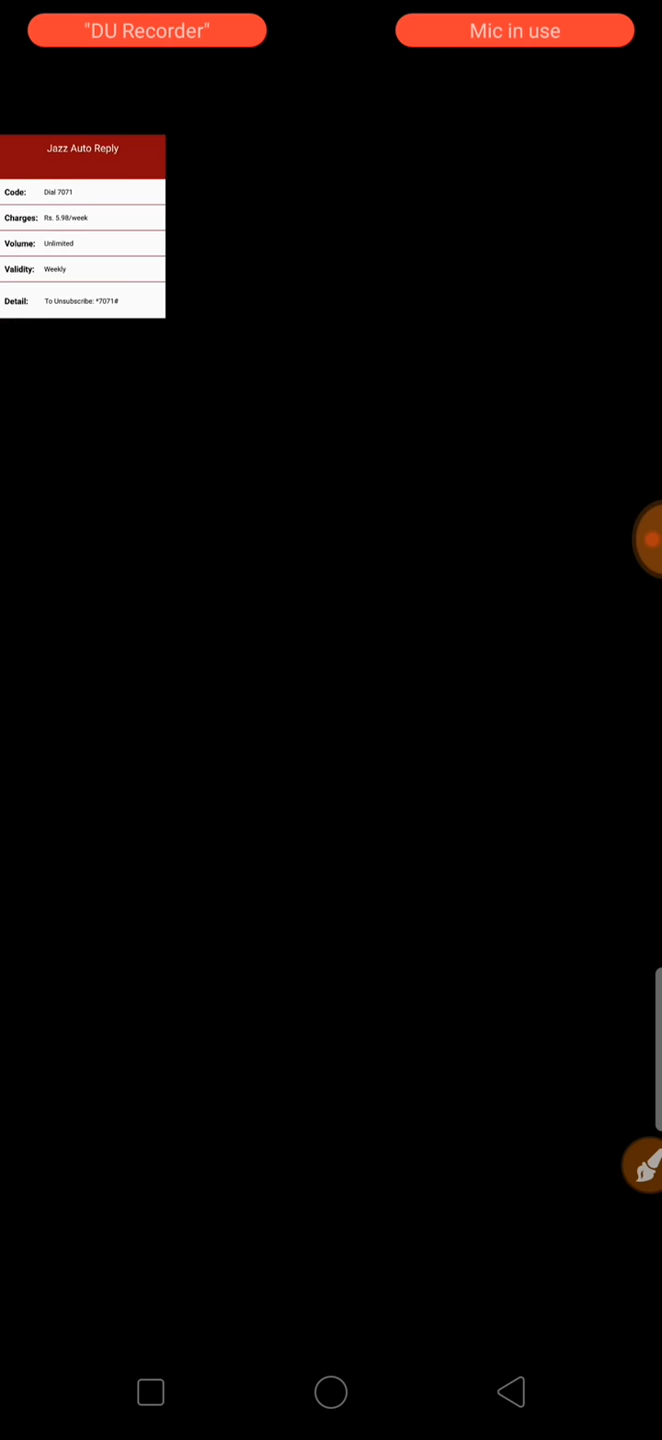 "DU Recorder" Mic in use
Jazz Auto Reply
Code: Dial 7071
Charges: Rs. 5.98/week
Volume: Unlimited
Validity: Weekly
Detail: To Unsubscribe: *7071#